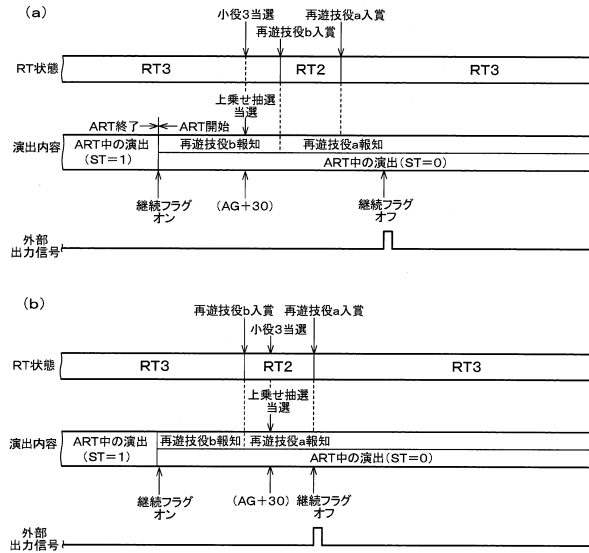 (a)
小役3当選
再遊技役a入賞
再遊技役b入賞
RT状態
RT3
RT2
RT3
上乗せ抽選
当選
ART終了
ART開始
演出内容
ART中の演出
(ST=1)
再遊技役b報知
再遊技役a報知
ART中の演出(ST=0)
継続フラグ
オン
(AG+30)
継続フラグ
オフ
外部
出力信号
(b)
再遊技役b入賞
再遊技役a入賞
小役3当選
RT状態
RT3
RT2
RT3
上乗せ抽選
当選
演出内容
ART中の演出
(ST=1)
再遊技役b報知
再遊技役a報知
ART中の演出(ST=0)
継続フラグ
オン
(AG+30)
継続フラグ
オフ
外部
出力信号